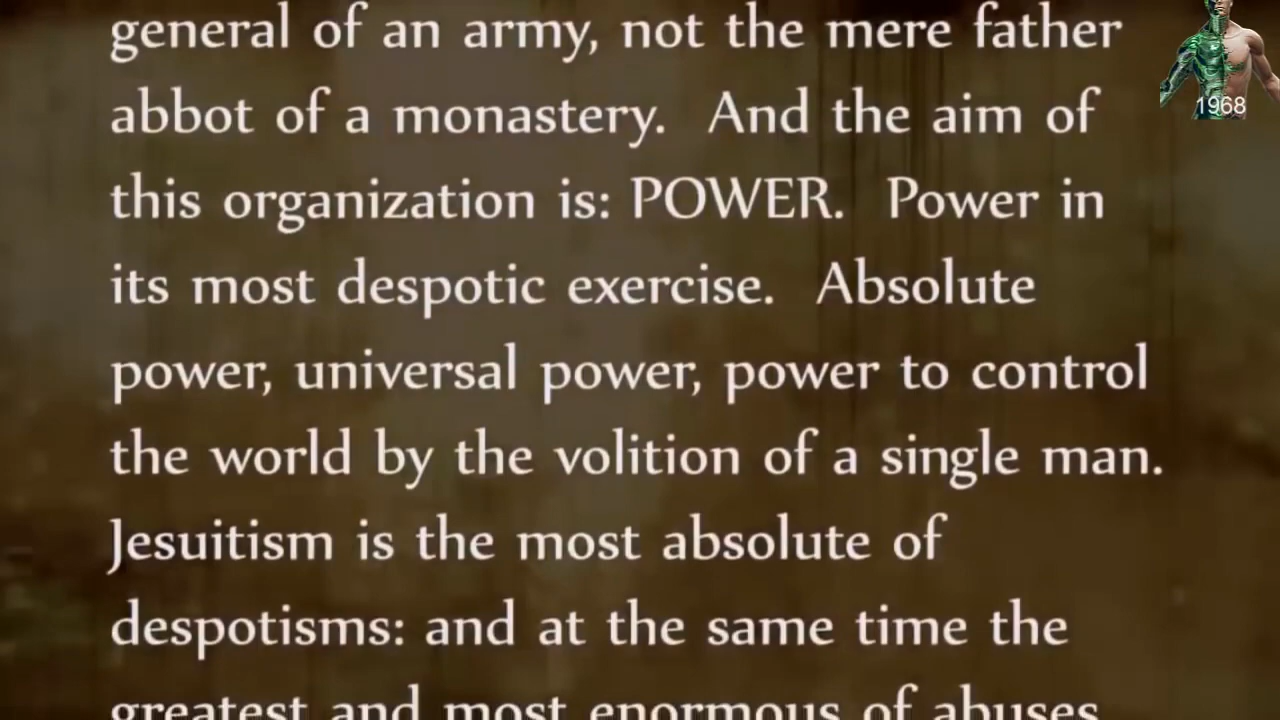 general of an army, not the mere father
abbot of a monastery.  And the aim of
this organization is: POWER.  Power in
its most despotic exercise.  Absolute
power, universal power, power to control
the world by the volition of a single man.
Jesuitism is the most absolute of
despotisms: and at the same time the
greatest and most enormous of abuses
1968